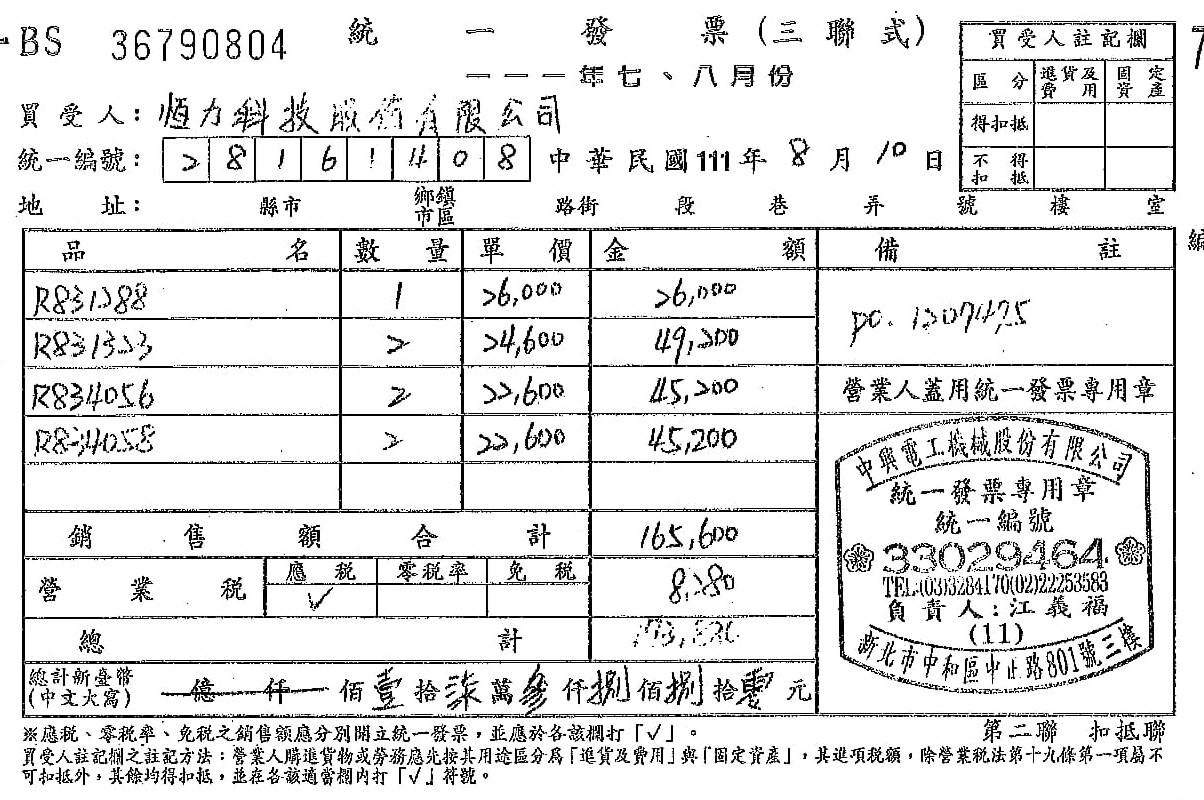 BS 36790804 統一發票(三聯式)
一一一年七、八月份
買受人: 恆力科技股份有限公司
統一編號: 28161408 中華民國111年8月10日
地址: 縣市 鄉鎮市區 路街 段 巷 弄 號 樓 室
買受人註記欄
區分 進貨及費用 固定資產
得扣抵
不得扣抵
品名 數量 單價 金額 備註
R831288 1 26,000 26,000 PO. 1207475
R831323 2 24,600 49,200
R834056 2 22,600 45,200 營業人蓋用統一發票專用章
R834058 2 22,600 45,200
銷售額合計 165,600
營業稅 應稅 零稅率 免稅 8,280
√
總計 173,880
總計新臺幣
(中文大寫) 億 仟 佰壹拾柒萬參仟捌佰捌拾零元
中興電工機械股份有限公司
統一發票專用章
統一編號
33029464
TEL:(03)3284170(02)22253583
負責人:江義福
(11)
新北市中和區中正路801號三樓
※應稅、零稅率、免稅之銷售額應分別開立統一發票,並應於各該欄打「√」。
第二聯 扣抵聯
買受人註記欄之註記方法:營業人購進貨物或勞務應先按其用途區分為「進貨及費用」與「固定資產」,其進項稅額,除營業稅法第十九條第一項屬不
可扣抵外,其餘均得扣抵,並在各該適當欄內打「√」符號。